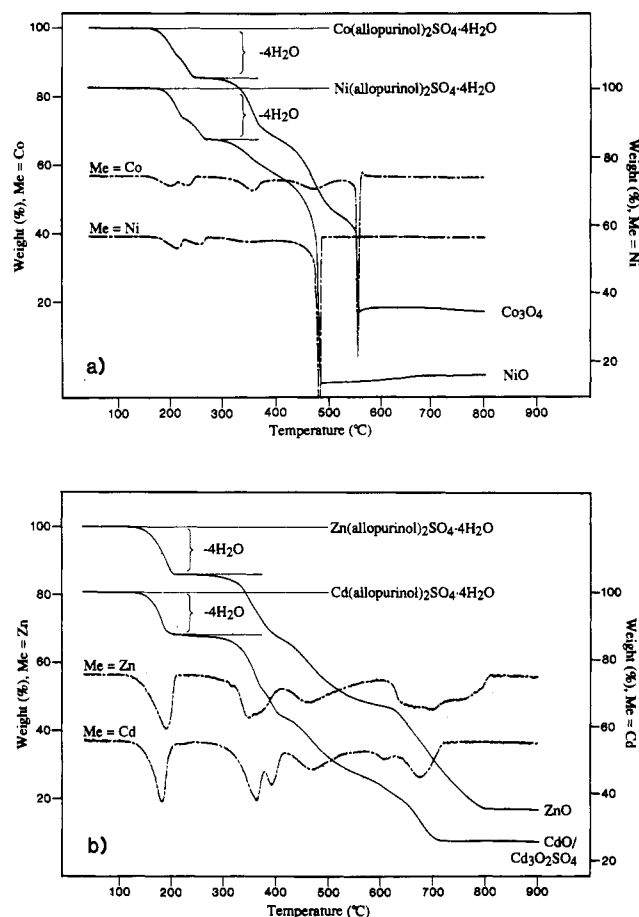 100
Co(allopurinol)2SO4·4H2O
-4H2O
80
Ni(allopurinol)2SO4·4H2O
100
-4H2O
Me = Co
60
80
Me = Ni
40
60
20
40
Co3O4
20
NiO
a)
Weight (%), Me = Co
Weight (%), Me = Ni
100 200 300 400 500 600 700 800 900
Temperature (°C)
100
Zn(allopurinol)2SO4·4H2O
-4H2O
80
Cd(allopurinol)2SO4·4H2O
100
-4H2O
Me = Zn
60
80
Me = Cd
40
60
20
40
ZnO
CdO/
Cd3O2SO4
20
b)
Weight (%), Me = Zn
Weight (%), Me = Cd
100 200 300 400 500 600 700 800 900
Temperature (°C)